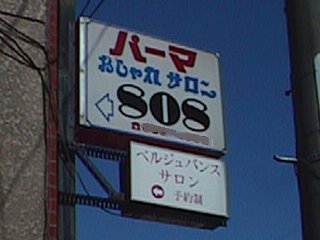 パーマ
おしゃれ サロン
808
ベルジュバンス
サロン
予約制